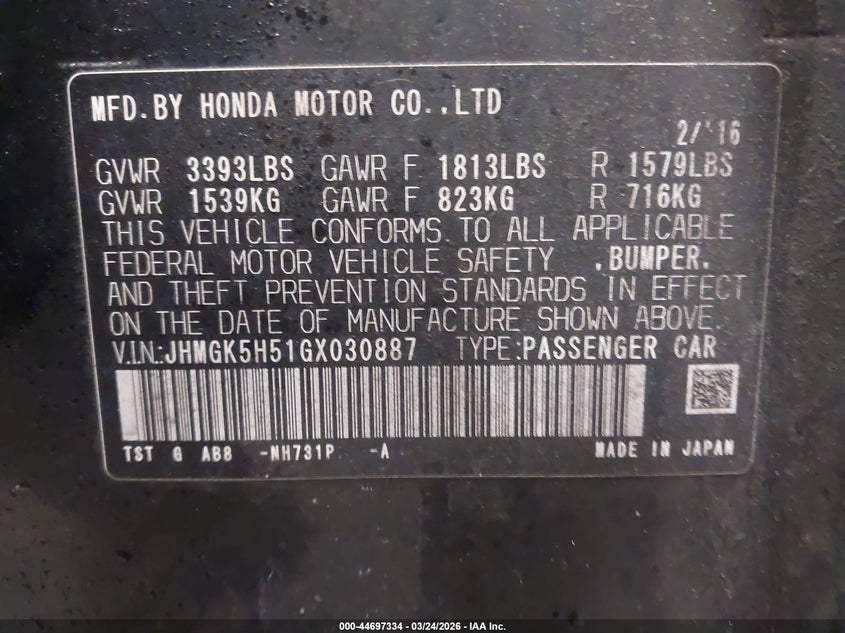 MFD.BY HONDA MOTOR CO.,LTD
2/'16
GVWR 3393LBS GAWR F 1813LBS R 1579LBS
GVWR 1539KG GAWR F 823KG R 716KG
THIS VEHICLE CONFORMS TO ALL APPLICABLE
FEDERAL MOTOR VEHICLE SAFETY ,BUMPER,
AND THEFT PREVENTION STANDARDS IN EFFECT
ON THE DATE OF MANUFACTURE SHOWN ABOVE.
V.I.N.:JHMGK5H51GX030887 TYPE:PASSENGER CAR
TST G AB8 -NH731P -A MADE IN JAPAN
000-44697334 - 03/24/2026 - IAA Inc.